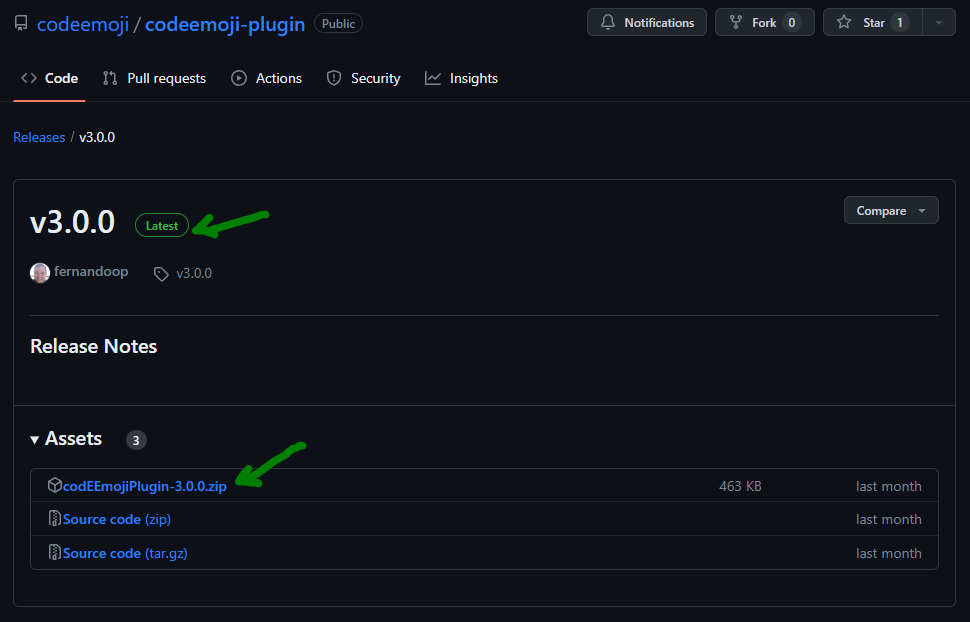 codeemoji / codeemoji-plugin Public Notifications Fork 0 Star 1
Code Pull requests Actions Security Insights
Releases / v3.0.0
v3.0.0 Latest Compare
fernandoop v3.0.0
Release Notes
Assets 3
codEEmojiPlugin-3.0.0.zip 463 KB last month
Source code (zip) last month
Source code (tar.gz) last month